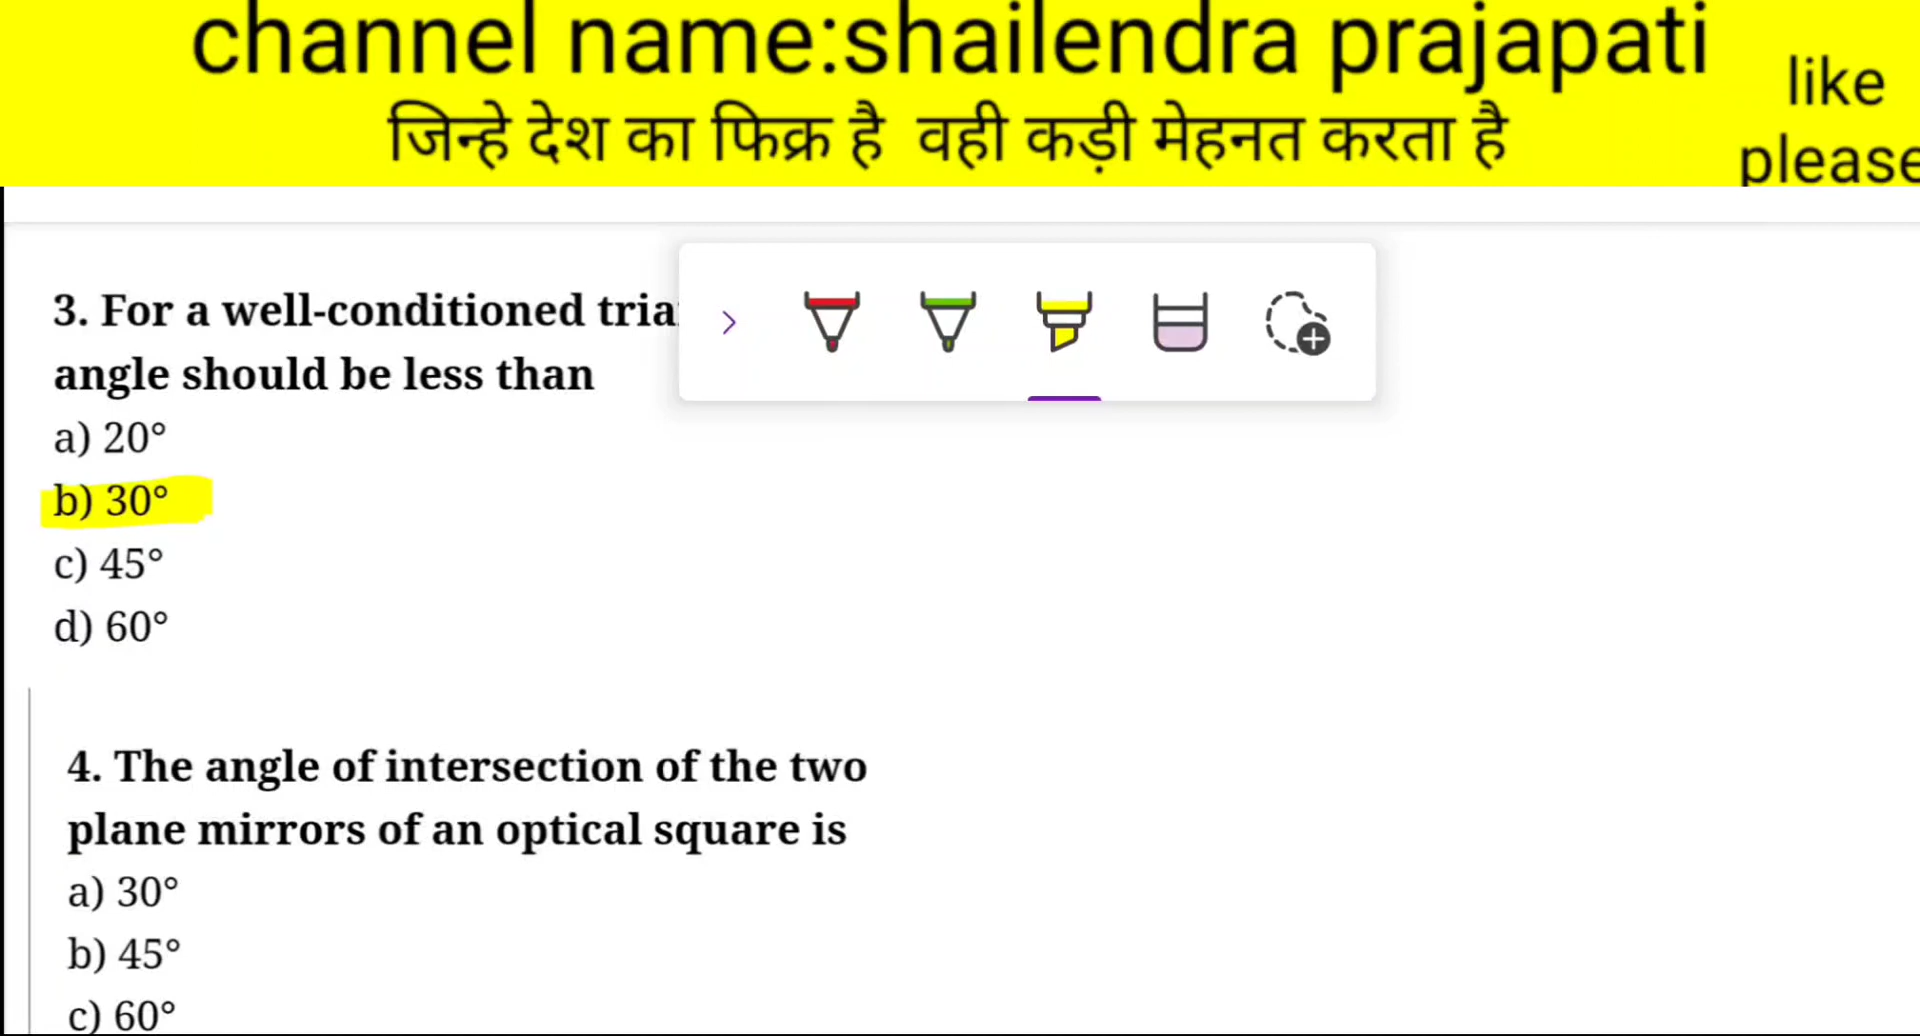 channel name:shailendra prajapati
like
जिन्हे देश का फिक्र है वही कड़ी मेहनत करता है
please
3. For a well-conditioned
angle should be less than
a) 20°
b) 30°
c) 45°
d) 60°
4. The angle of intersection of the two
plane mirrors of an optical square is
a) 30°
b) 45°
c) 60°